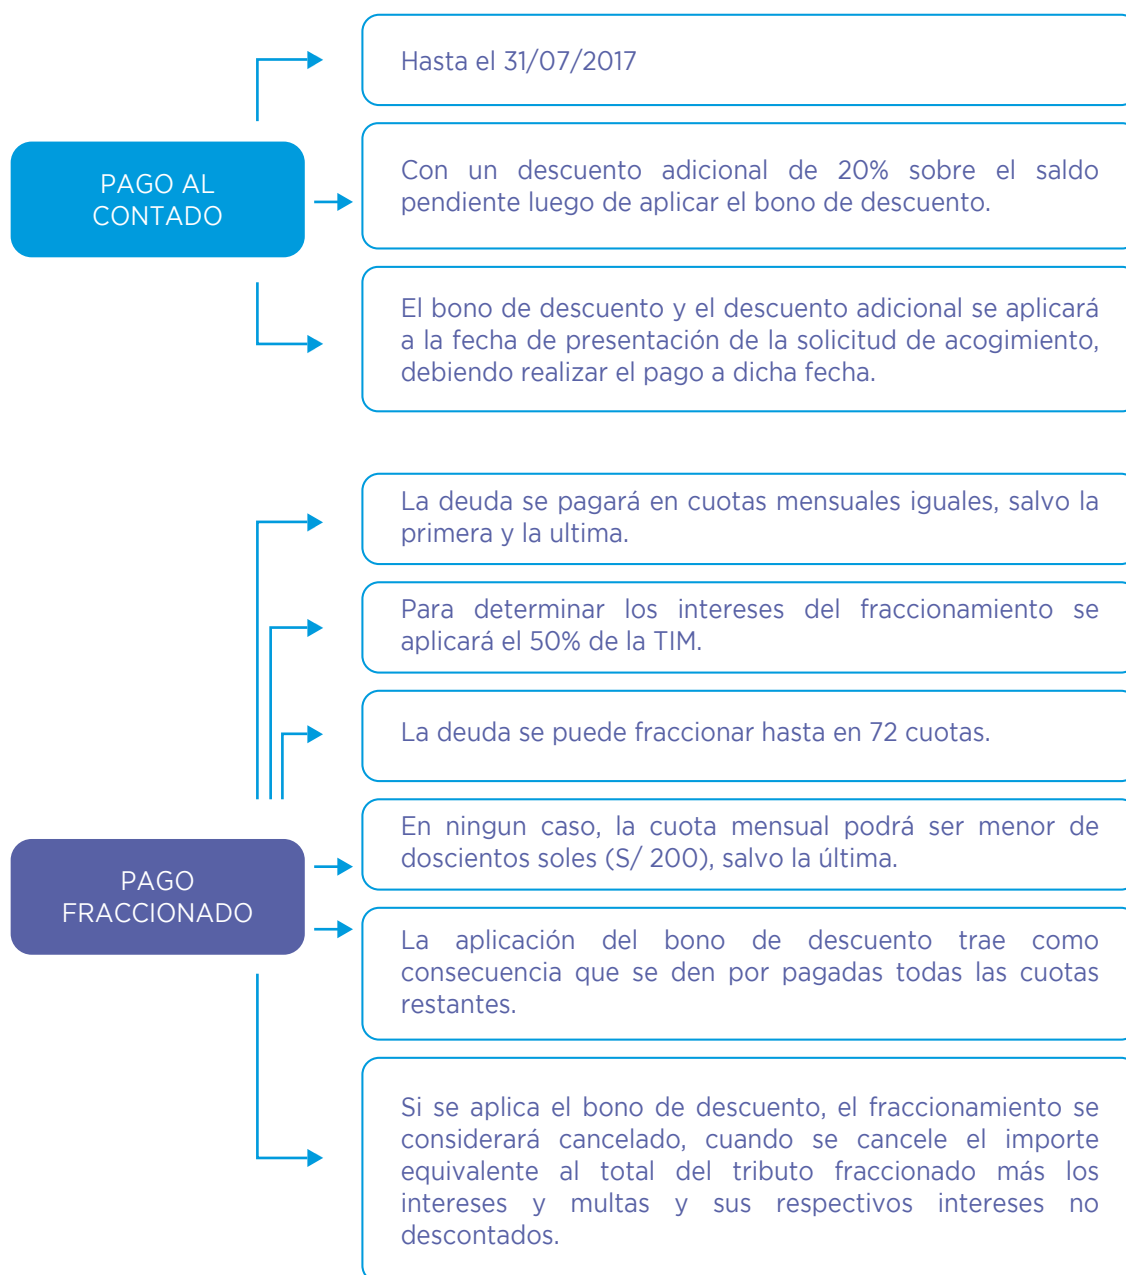 Hasta el 31/07/2017
PAGO AL
CONTADO
Con un descuento adicional de 20% sobre el saldo
pendiente luego de aplicar el bono de descuento.
El bono de descuento y el descuento adicional se aplicará
a la fecha de presentación de la solicitud de acogimiento,
debiendo realizar el pago a dicha fecha.
La deuda se pagará en cuotas mensuales iguales, salvo la
primera y la ultima.
Para determinar los intereses del fraccionamiento se
aplicará el 50% de la TIM.
La deuda se puede fraccionar hasta en 72 cuotas.
En ningun caso, la cuota mensual podrá ser menor de
doscientos soles (S/ 200), salvo la última.
PAGO
FRACCIONADO
La aplicación del bono de descuento trae como
consecuencia que se den por pagadas todas las cuotas
restantes.
Si se aplica el bono de descuento, el fraccionamiento se
considerará cancelado, cuando se cancele el importe
equivalente al total del tributo fraccionado más los
intereses y multas y sus respectivos intereses no
descontados.